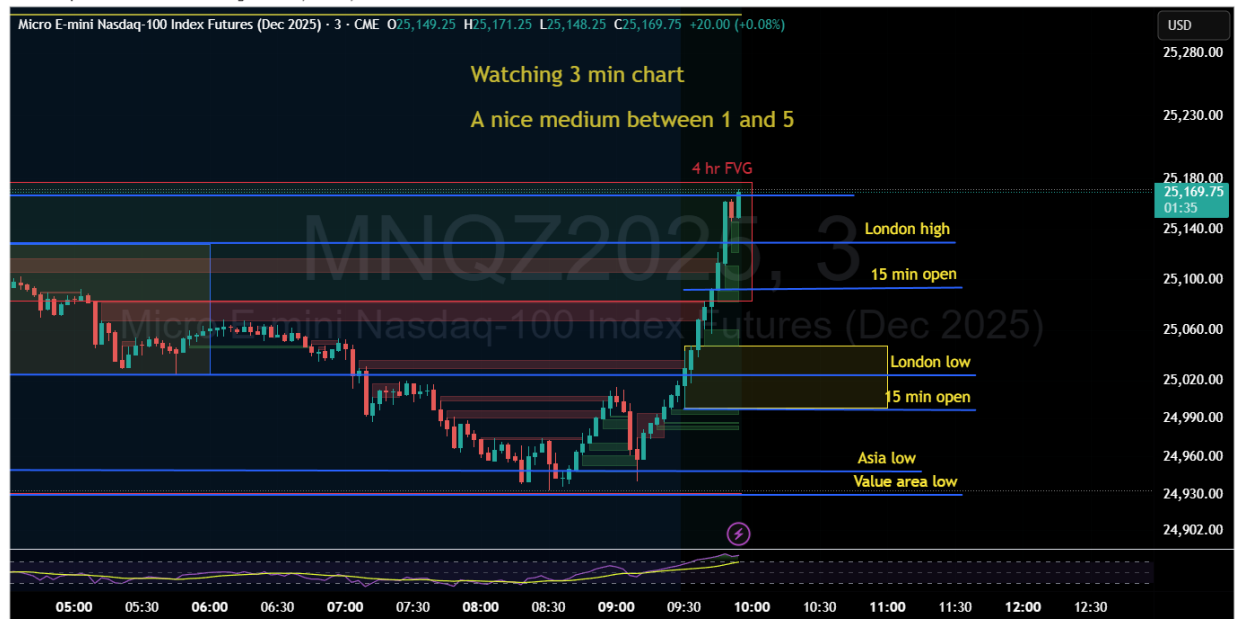 Micro E-mini Nasdaq-100 Index Futures (Dec 2025) · 3 · CME O25,149.25 H25,171.25 L25,148.25 C25,169.75 +20.00 (+0.08%)
USD
25,280.00
Watching 3 min chart
A nice medium between 1 and 5
25,230.00
4 hr FVG
25,180.00
25,169.75
01:35
MNQZ2025, 3
London high
25,140.00
15 min open
25,100.00
Micro E-mini Nasdaq-100 Index Futures (Dec 2025)
25,060.00
London low
25,020.00
15 min open
24,990.00
Asia low
24,960.00
Value area low
24,930.00
24,902.00
05:00 05:30 06:00 06:30 07:00 07:30 08:00 08:30 09:00 09:30 10:00 10:30 11:00 11:30 12:00 12:30